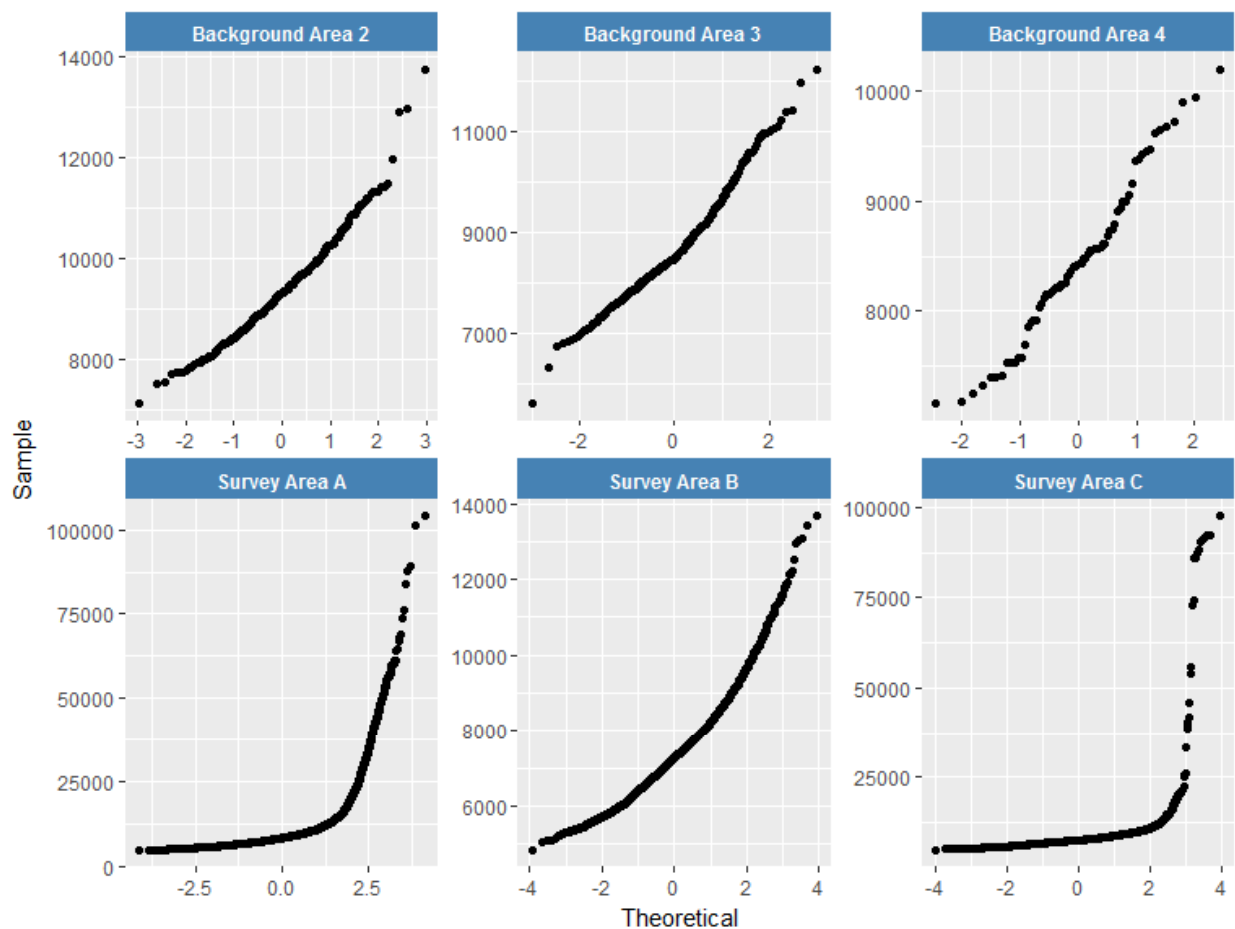 Background Area 2 Background Area 3 Background Area 4
14000
12000
10000
8000
11000
9000
7000
10000
9000
8000
-3 -2 -1 0 1 2 3
-2 0 2
-2 -1 0 1 2
Sample
Survey Area A Survey Area B Survey Area C
100000
75000
50000
25000
0
14000
12000
10000
8000
6000
100000
75000
50000
25000
-2.5 0.0 2.5
-4 -2 0 2 4
-4 -2 0 2 4
Theoretical